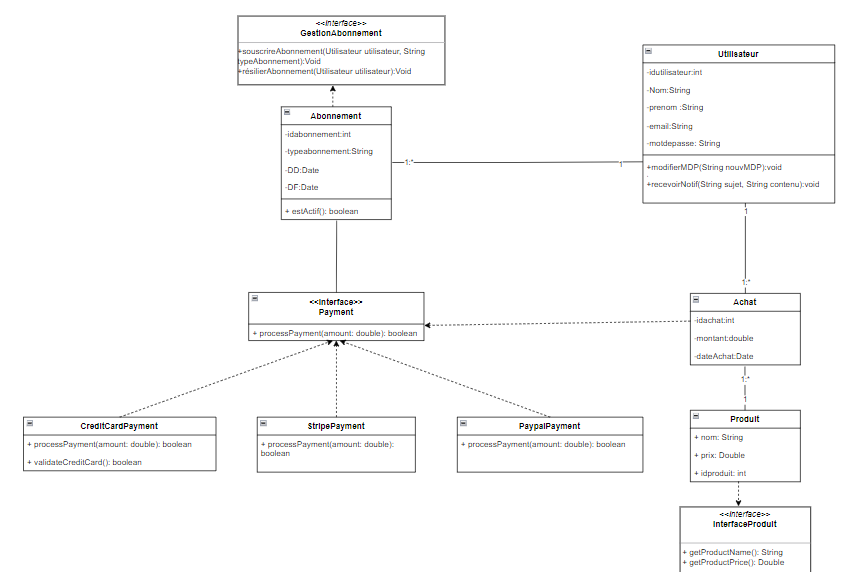 <<Interface>>
GestionAbonnement
+souscrireAbonnement(Utilisateur utilisateur, String
typeAbonnement):Void
+résilierAbonnement(Utilisateur utilisateur):Void
Utilisateur
-idutilisateur:int
-Nom:String
-prenom :String
-email:String
-motdepasse: String
+modifierMDP(String nouvMDP):void
+recevoirNotif(String sujet, String contenu):void
Abonnement
-idabonnement:int
-typeabonnement:String
-DD:Date
-DF:Date
+ estActif(): boolean
1:*
1
1
1:*
<<Interface>>
Payment
+ processPayment(amount: double): boolean
Achat
-idachat:int
-montant:double
-dateAchat:Date
1:*
1
CreditCardPayment
+ processPayment(amount: double): boolean
+ validateCreditCard(): boolean
StripePayment
+ processPayment(amount: double):
boolean
PaypalPayment
+ processPayment(amount: double): boolean
Produit
+ nom: String
+ prix: Double
+ idproduit: int
<<Interface>>
InterfaceProduit
+ getProductName(): String
+ getProductPrice(): Double